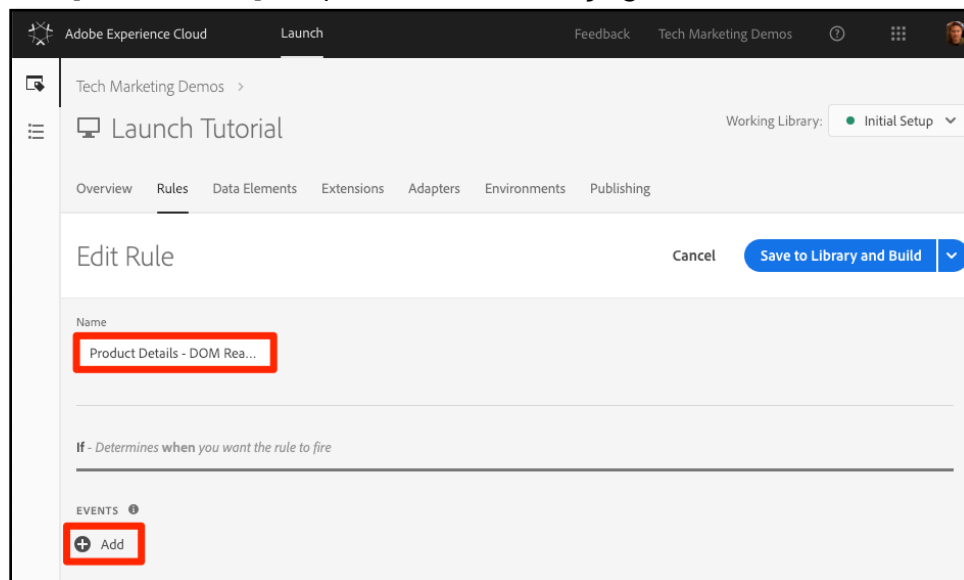 Adobe Experience Cloud Launch Feedback Tech Marketing Demos
Tech Marketing Demos >
Launch Tutorial
Working Library: Initial Setup
Overview Rules Data Elements Extensions Adapters Environments Publishing
Edit Rule Cancel Save to Library and Build
Name
Product Details - DOM Rea...
If - Determines when you want the rule to fire
EVENTS
Add